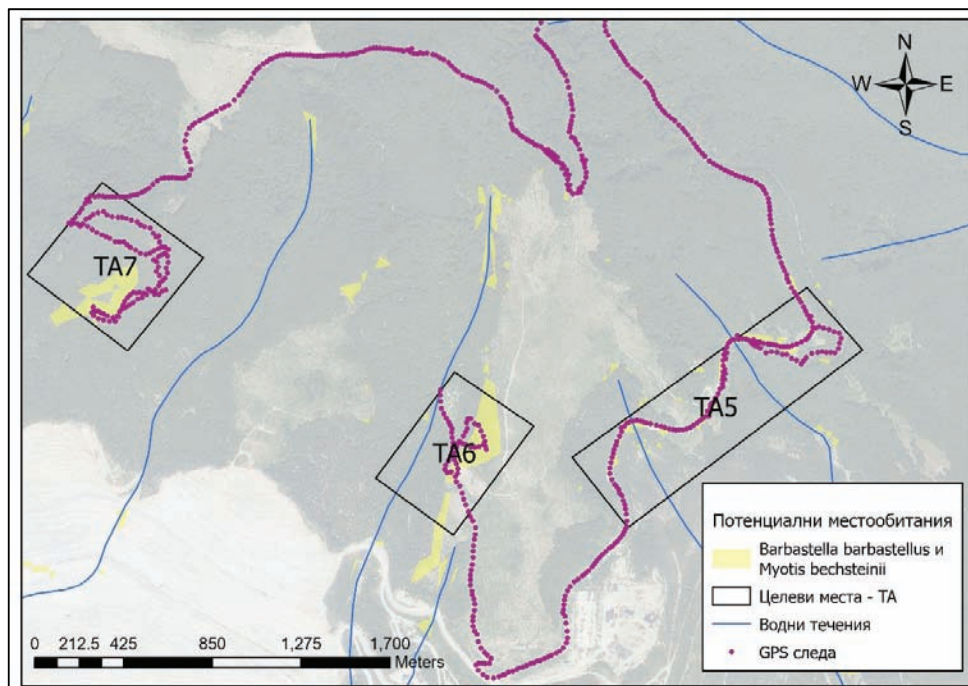 N
W E
S
TA7
TA5
TA6
Потенциални местообитания
Barbastella barbastellus и
Myotis bechsteinii
Целеви места - TA
Водни течения
GPS следа
0 212.5 425 850 1,275 1,700
Meters